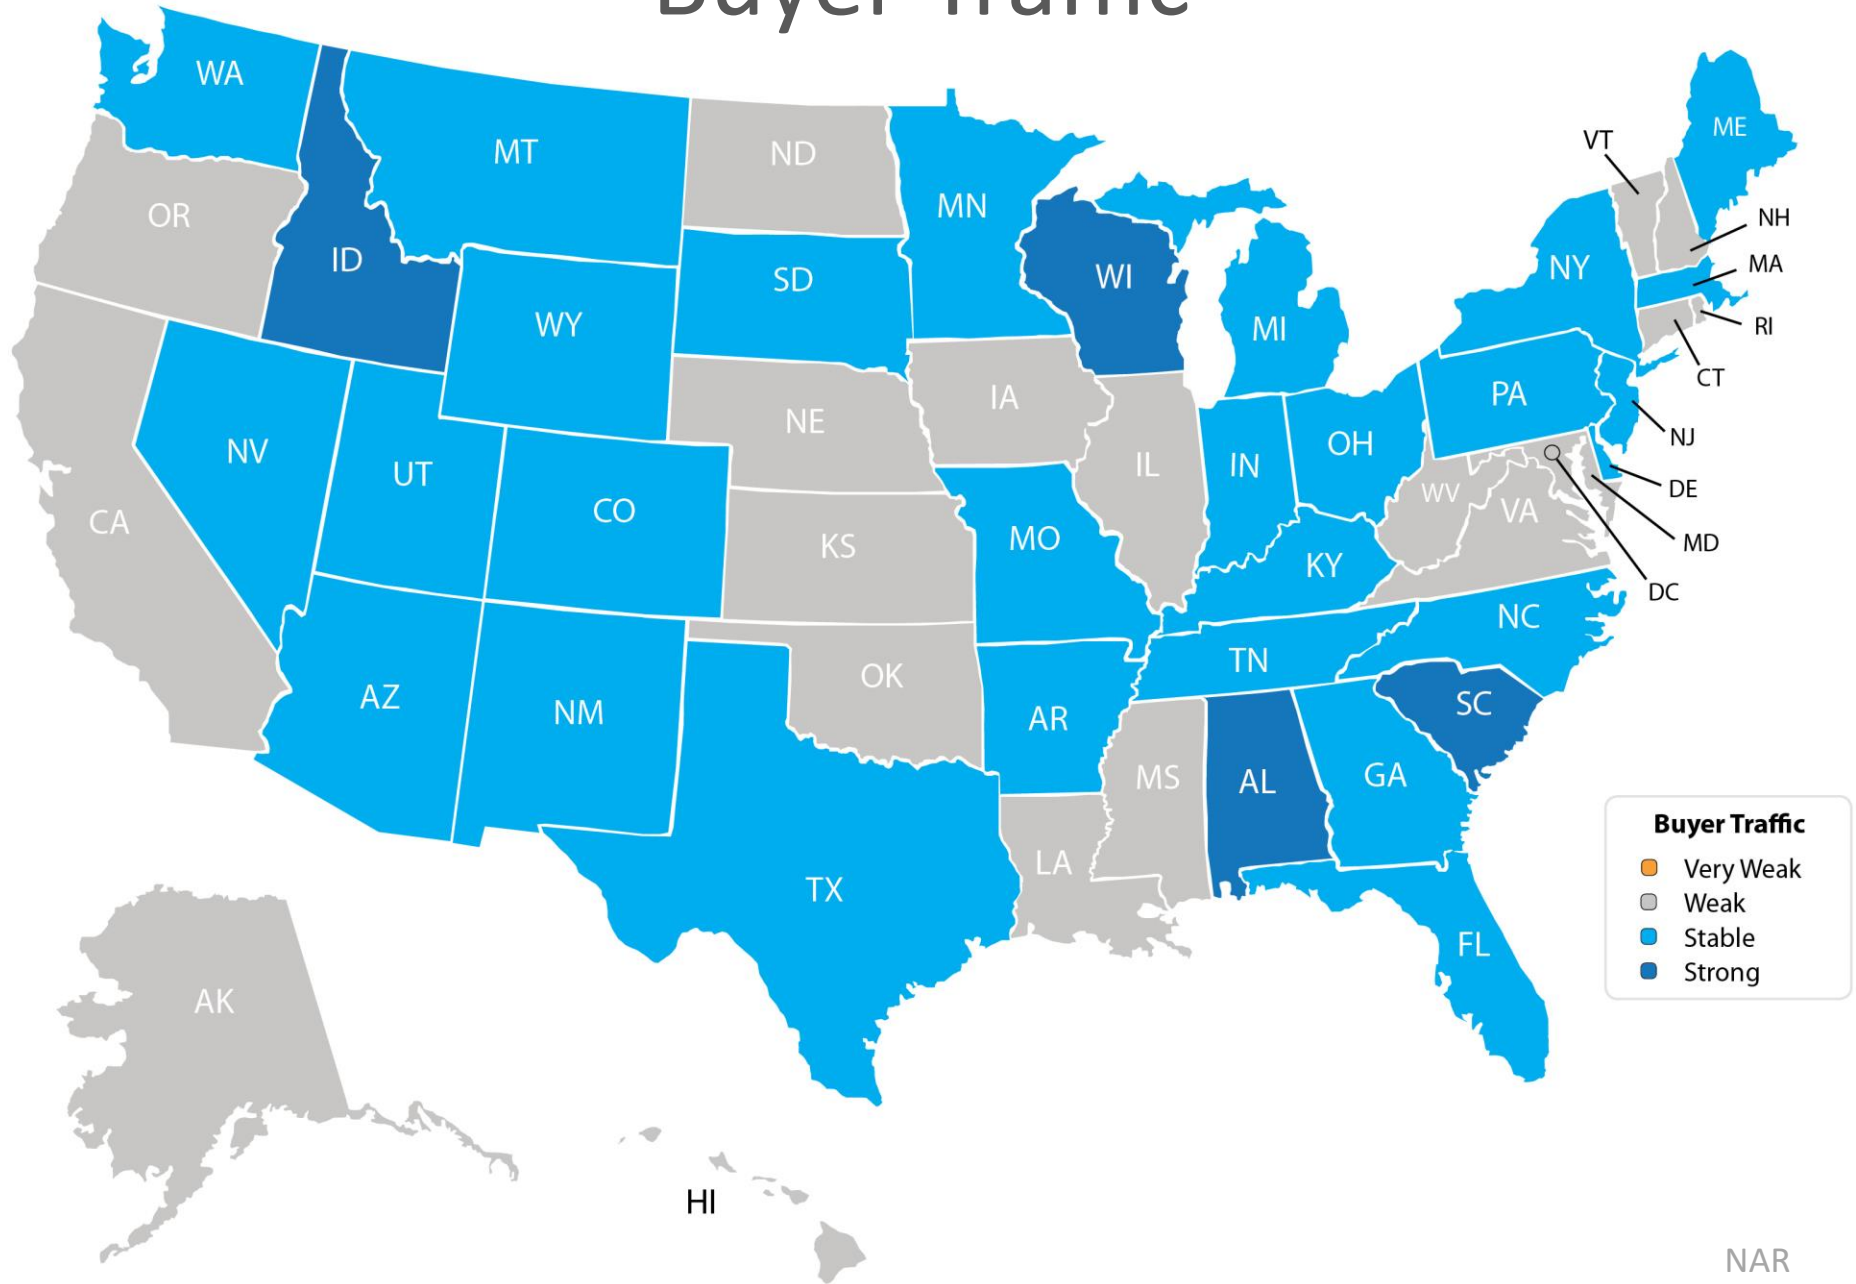 Buyer Traffic
WA
MT
ND
MN
ME
VT
OR
ID
SD
WI
NY
NH
MA
WY
MI
RI
CT
NE
IA
PA
NV
UT
CO
IL
IN
OH
NJ
CA
KS
MO
WV
VA
DE
KY
MD
DC
NC
TN
AZ
NM
OK
AR
SC
MS
AL
GA
TX
LA
FL
Buyer Traffic
Very Weak
Weak
Stable
Strong
AK
HI
NAR